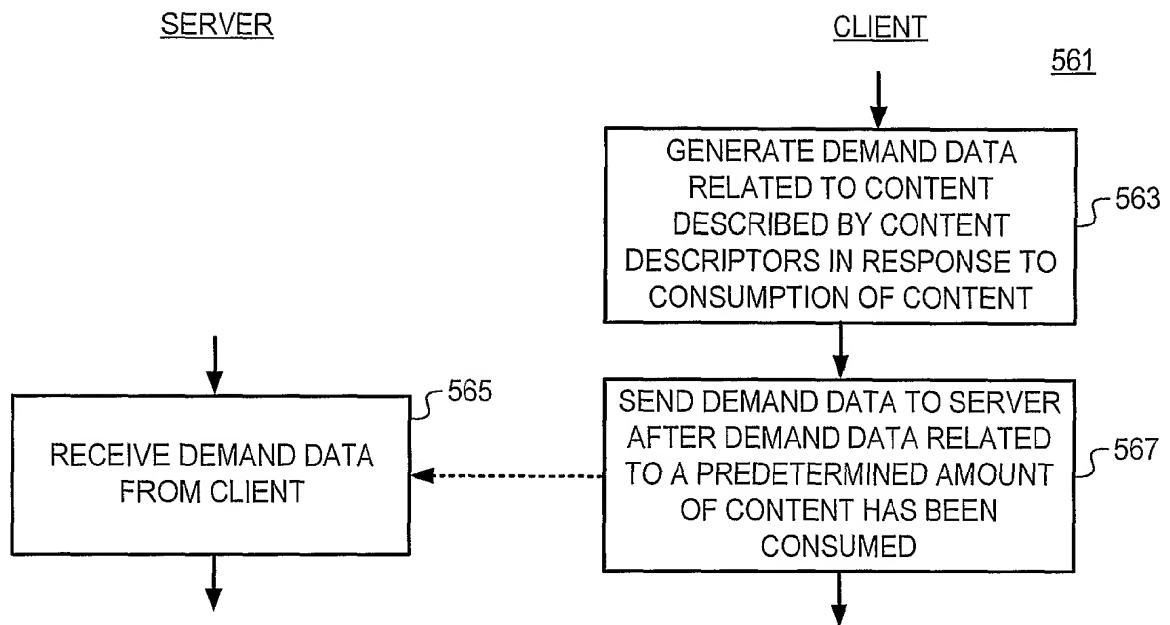 SERVER
CLIENT
561
GENERATE DEMAND DATA
RELATED TO CONTENT
DESCRIBED BY CONTENT
DESCRIPTORS IN RESPONSE TO
CONSUMPTION OF CONTENT
563
565
RECEIVE DEMAND DATA
FROM CLIENT
SEND DEMAND DATA TO SERVER
AFTER DEMAND DATA RELATED
TO A PREDETERMINED AMOUNT
OF CONTENT HAS BEEN
CONSUMED
567